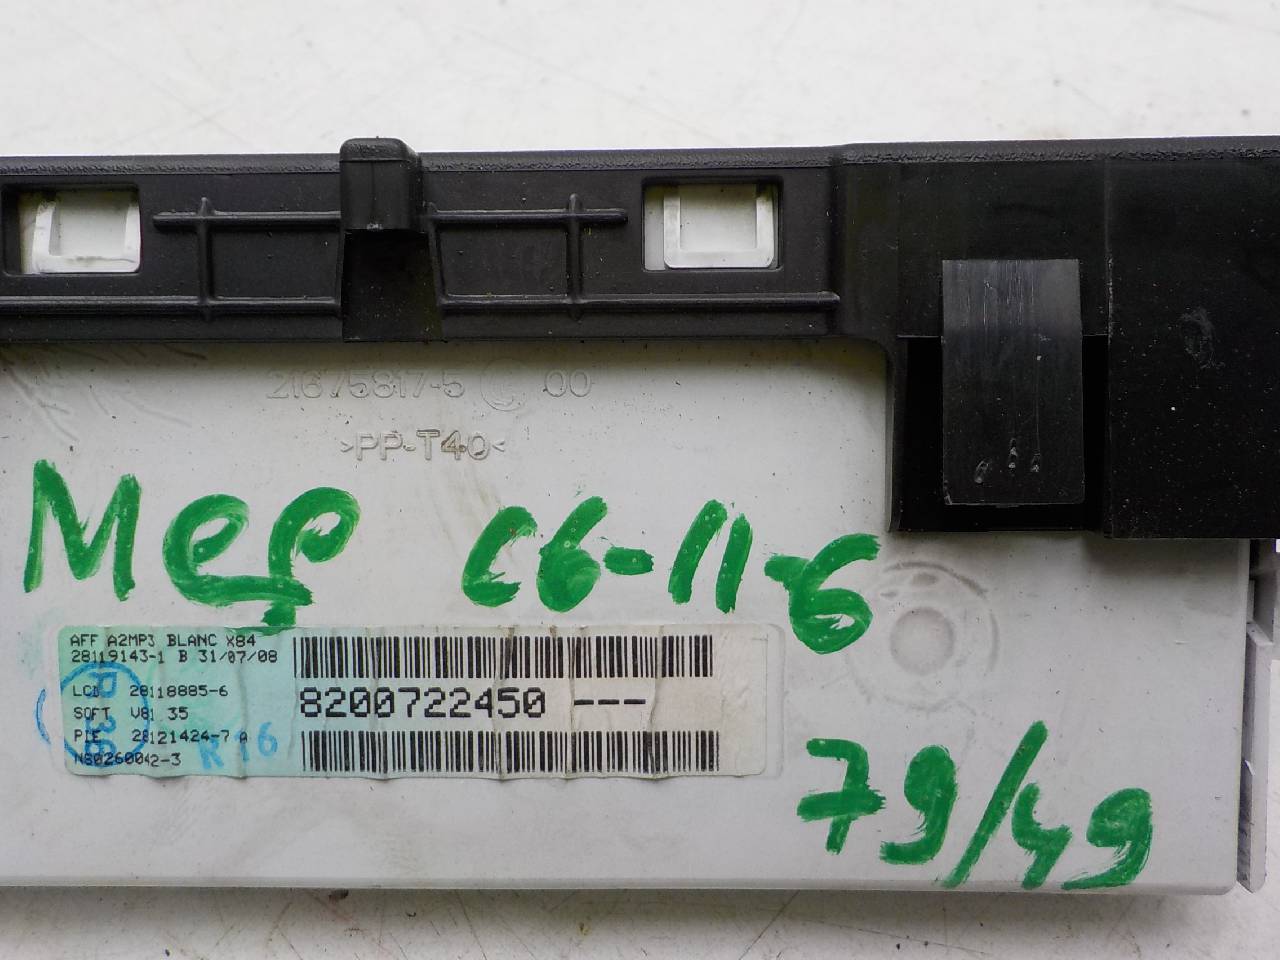 21675817-5 C 00
>PP-T40<
Mep C6-11-6
AFF A2MP3 BLANC X84
28119143-1 B 31/07/08
LCD 28118885-6
SOFT V81 35
PIE 28121424-7 A
N80260042-3
R16
8200722450 ---
79/49